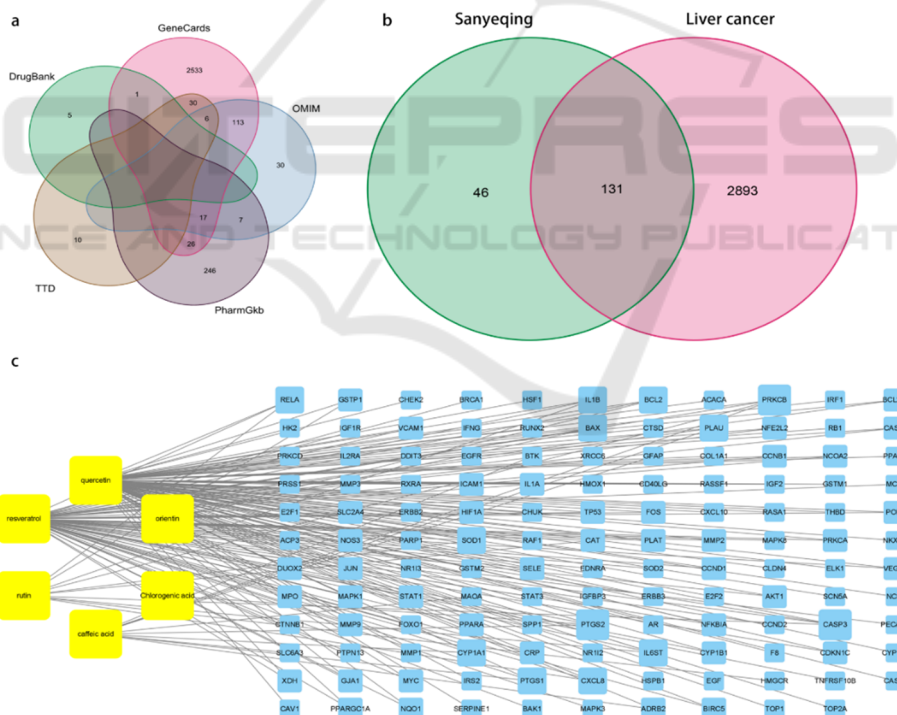 a
GeneCards
2533
DrugBank
1
30
5
6
113
OMIM
30
17
7
10
28
246
TTD
PharmGkb
b
Sanyeqing Liver cancer
46 131 2893
c
RELA GSTP1 CHEK2 BRCA1 HSF1 IL1B BCL2 ACACA PRKCB IRF1
HK2 IGF1R VCAM1 IFNG RUNX2 BAX CTSD PLAU NFE2L2 RB1
PRKCD IL2RA DDIT3 EGFR BTK XRCC6 GFAP COL1A1 CCNB1 NCOA2
quercetin
PRSS1 MMP3 RXRA ICAM1 IL1A HMOX1 CD40LG RASSF1 IGF2 GSTM1
resveratrol orientin
E2F1 SLC2A4 ERBB2 HIF1A CHUK TP53 FOS CXCL10 RASA1 THBD
ACP3 NOS3 PARP1 SOD1 RAF1 CAT PLAT MMP2 MAPK8 PRKCA
DUOX2 JUN NR1I3 GSTM2 SELE EDNRA SOD2 CCND1 CLDN4 ELK1
rutin Chlorogenic acid
MPO MAPK1 STAT1 MAOA STAT3 IGFBP3 ERBB3 E2F2 AKT1 SCN5A
CTNNB1 MMP9 FOXO1 PPARA SPP1 PTGS2 AR NFKBIA CCND2 CASP3
caffeic acid
SLC6A3 PTPN13 MMP1 CYP1A1 CRP NR1I2 IL6ST CYP1B1 F8 CDKN1C
XDH GJA1 MYC IRS2 PTGS1 CXCL8 HSPB1 EGF HMGCR TNFRSF10B
CAV1 PPARGC1A NQO1 SERPINE1 BAK1 MAPK3 ADRB2 BIRC5 TOP1 TOP2A